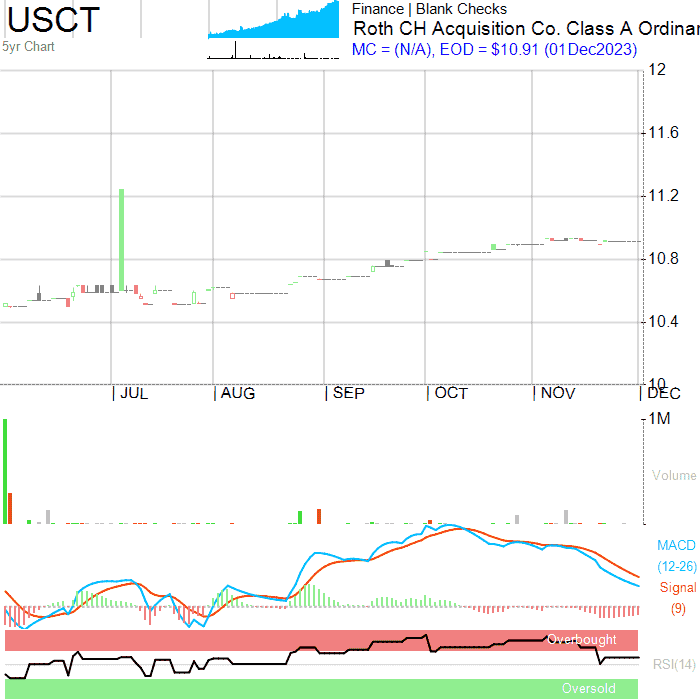 USCT
5yr Chart
Finance | Blank Checks
Roth CH Acquisition Co. Class A Ordinar
MC = (N/A), EOD = $10.91 (01Dec2023)
12
11.6
11.2
10.8
10.4
10
JUL
AUG
SEP
OCT
NOV
DEC
1M
Volume
MACD
(12-26)
Signal
(9)
Overbought
RSI(14)
Oversold